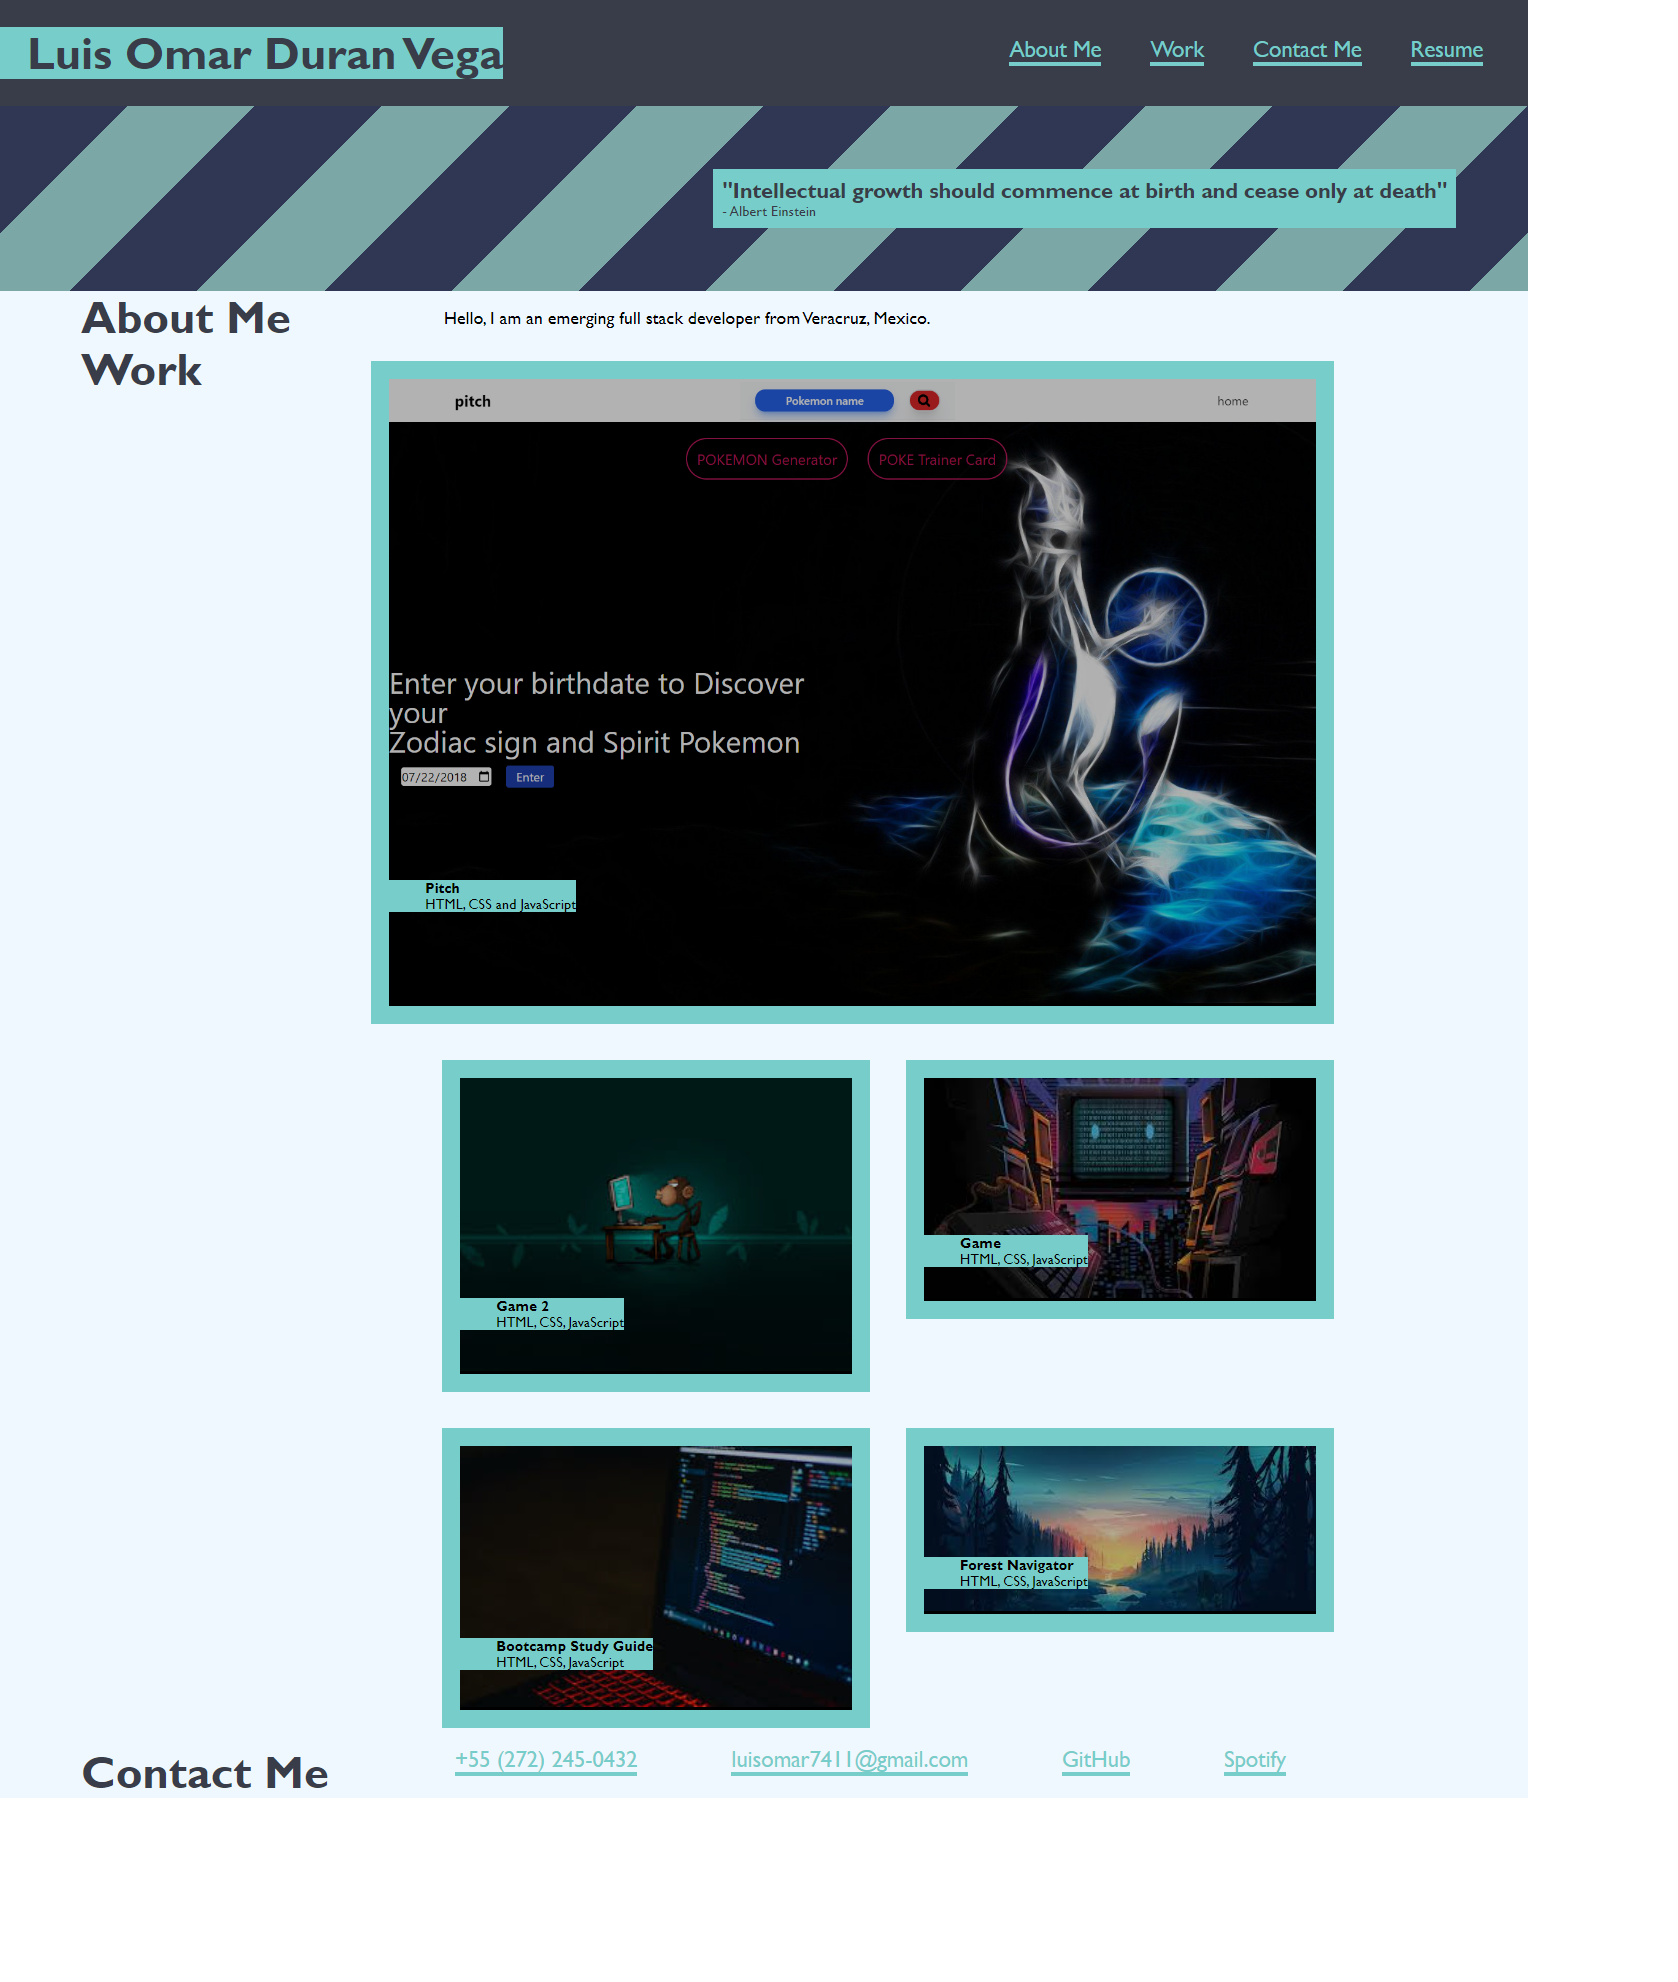 Luis Omar Duran Vega
About Me
Work
Contact Me
Resume
"Intellectual growth should commence at birth and cease only at death"
- Albert Einstein
About Me
Hello, I am an emerging full stack developer from Veracruz, Mexico.
Work
pitch
Pokemon name
home
POKEMON Generator
POKE Trainer Card
Enter your birthdate to Discover
your
Zodiac sign and Spirit Pokemon
07/22/2018
Enter
Pitch
HTML, CSS and JavaScript
Game 2
HTML, CSS, JavaScript
Game
HTML, CSS, JavaScript
Bootcamp Study Guide
HTML, CSS, JavaScript
Forest Navigator
HTML, CSS, JavaScript
Contact Me
+55 (272) 245-0432
luisomar7411@gmail.com
GitHub
Spotify